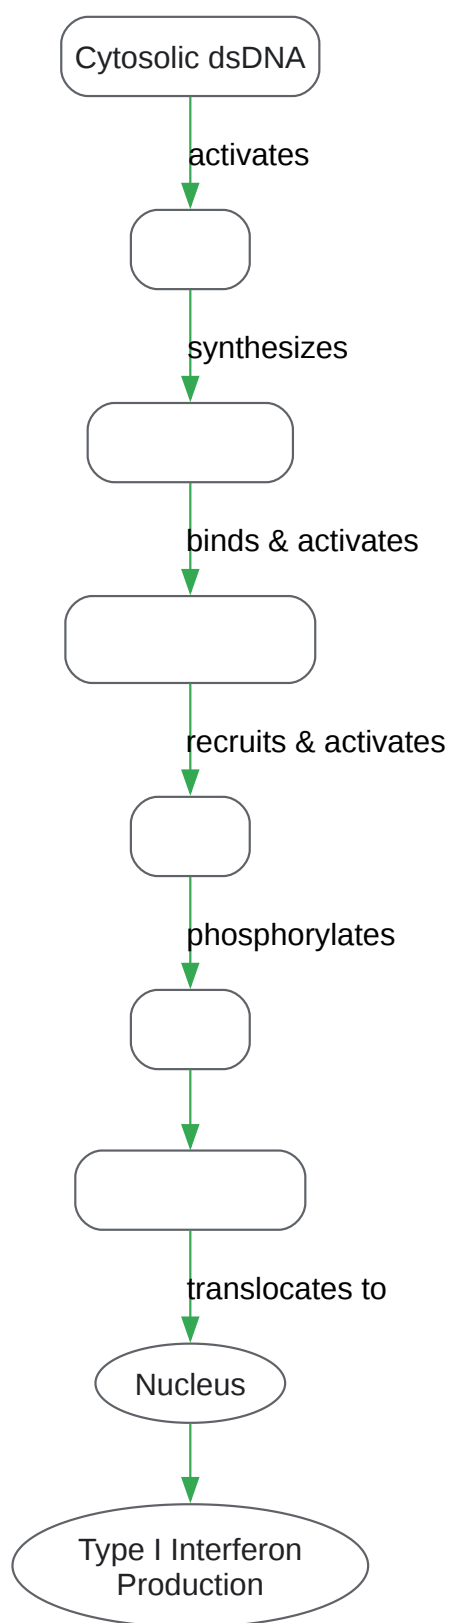 Cytosolic dsDNA
activates
synthesizes
binds & activates
recruits & activates
phosphorylates
translocates to
Nucleus
Type I Interferon
Production